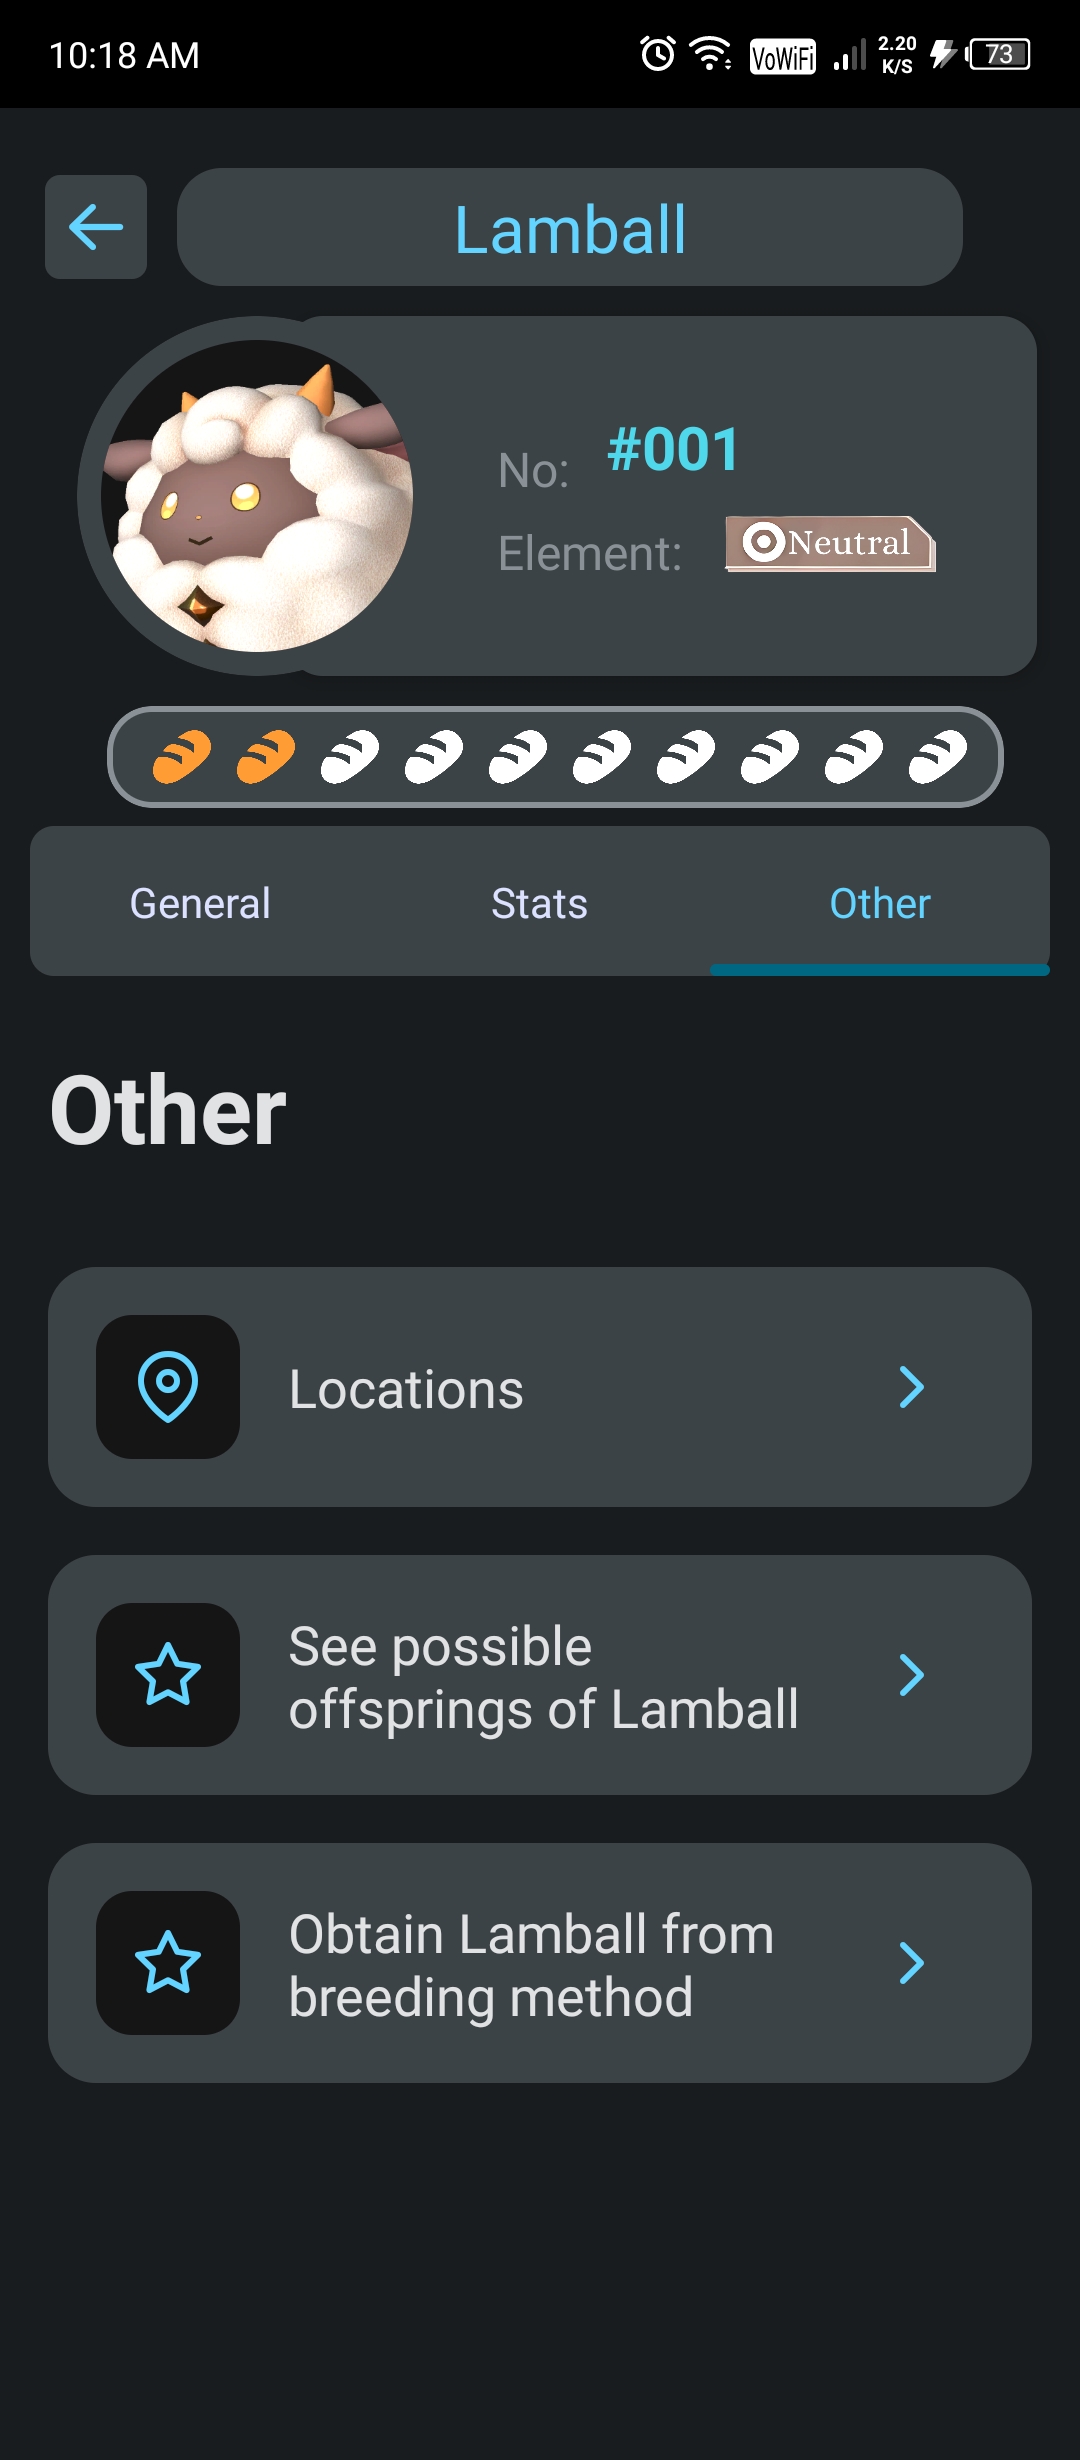 10:18 AM
VoWiFi
2.20
K/S
73
Lamball
No: #001
Element: Neutral
General Stats Other
Other
Locations
See possible
offsprings of Lamball
Obtain Lamball from
breeding method